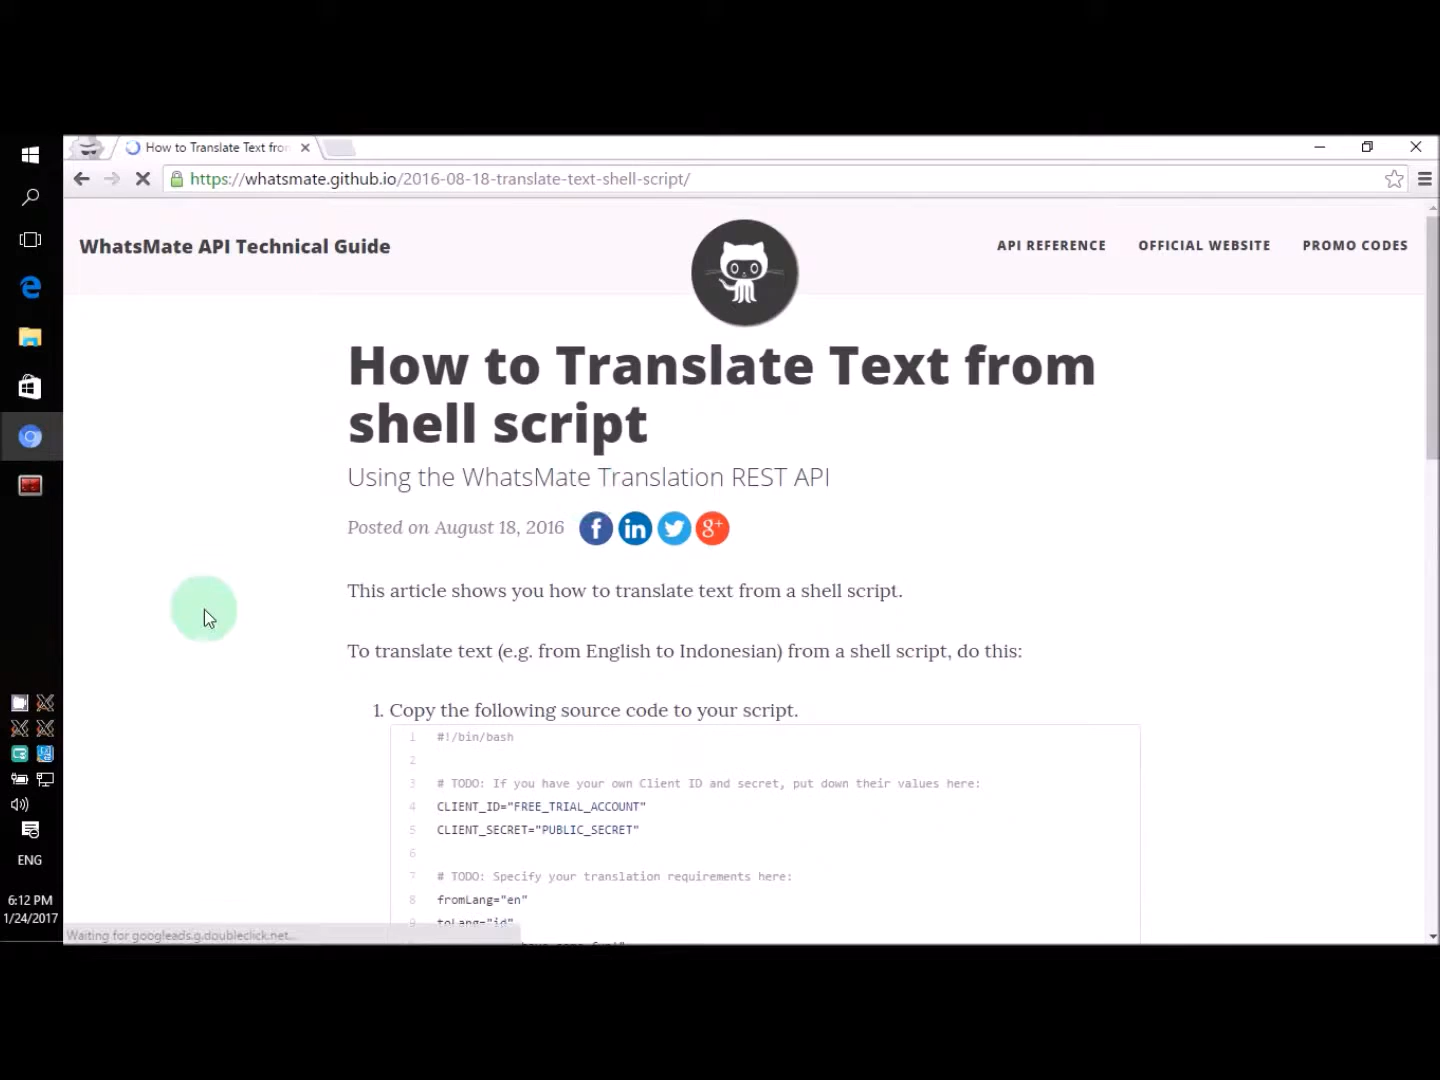 How to Translate Text from
https://whatsmate.github.io/2016-08-18-translate-text-shell-script/
WhatsMate API Technical Guide
API REFERENCE
OFFICIAL WEBSITE
PROMO CODES
How to Translate Text from
shell script
Using the WhatsMate Translation REST API
Posted on August 18, 2016
f
in
g+
This article shows you how to translate text from a shell script.
To translate text (e.g. from English to Indonesian) from a shell script, do this:
1. Copy the following source code to your script.
1 #!/bin/bash
2
3 # TODO: If you have your own Client ID and secret, put down their values here:
4 CLIENT_ID="FREE_TRIAL_ACCOUNT"
5 CLIENT_SECRET="PUBLIC_SECRET"
6
7 # TODO: Specify your translation requirements here:
8 fromLang="en"
9 toLang="id"
Waiting for googleads.g.doubleclick.net...
ENG
6:12 PM
1/24/2017